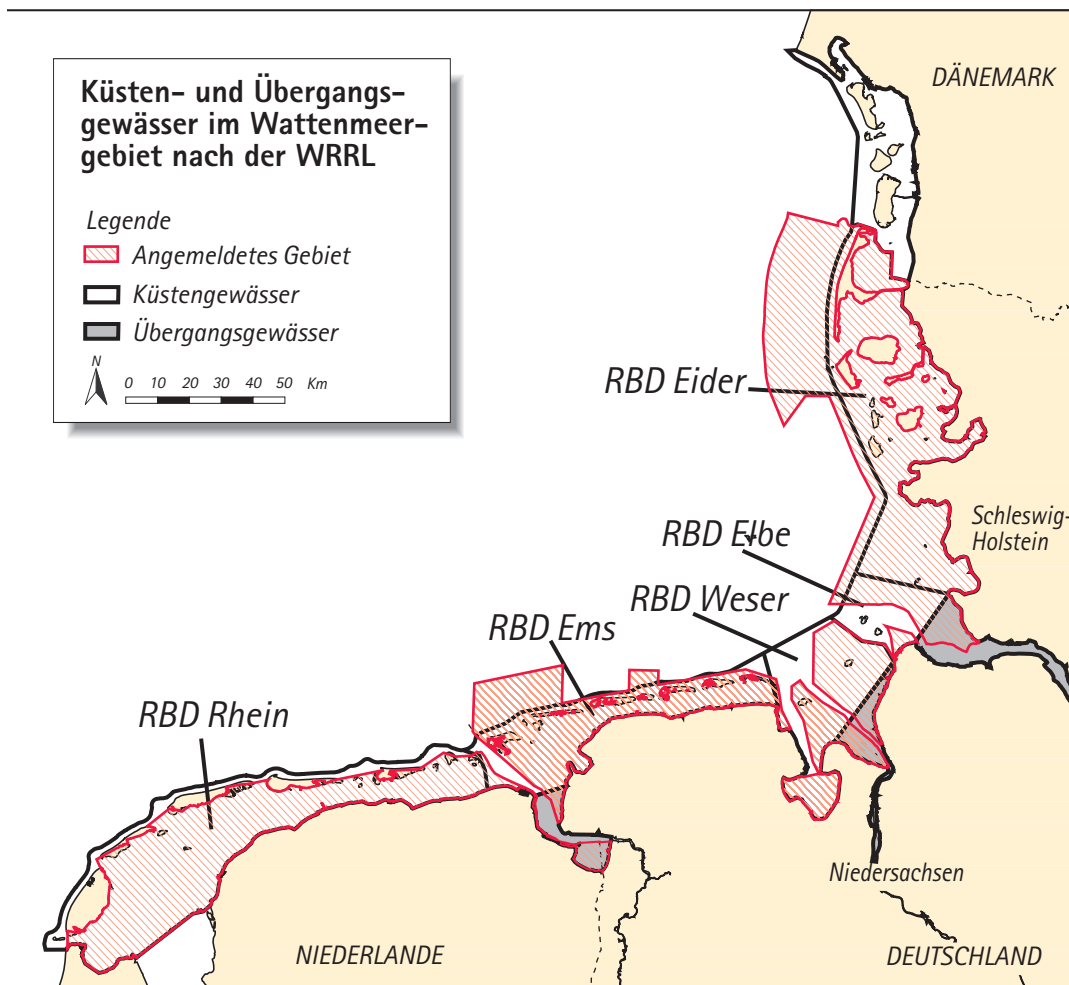 Küsten- und Übergangs-
gewässer im Wattenmeer-
gebiet nach der WRRL
Legende
Angemeldetes Gebiet
Küstengewässer
Übergangsgewässer
N
0 10 20 30 40 50 Km
DÄNEMARK
RBD Eider
Schleswig-
Holstein
RBD Elbe
RBD Weser
RBD Ems
RBD Rhein
Niedersachsen
NIEDERLANDE
DEUTSCHLAND